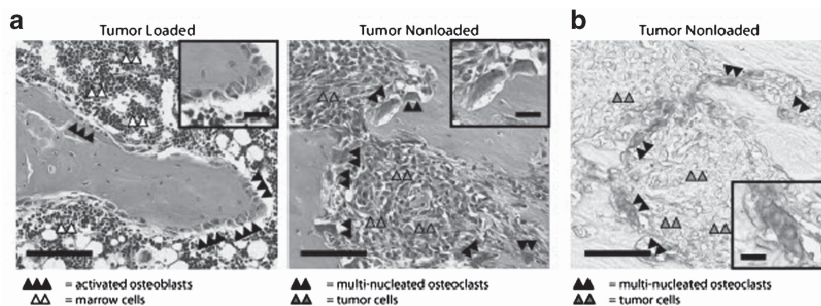 a
Tumor Loaded
Tumor Nonloaded
b
Tumor Nonloaded
= activated osteoblasts
= marrow cells
= multi-nucleated osteoclasts
= tumor cells
= multi-nucleated osteoclasts
= tumor cells